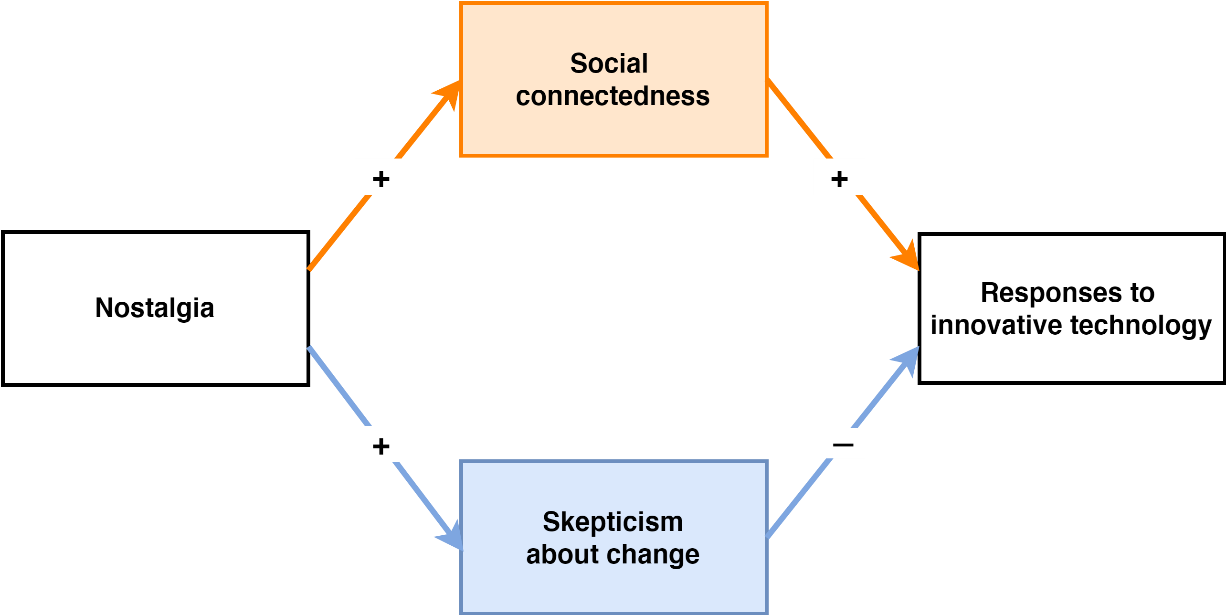 Social
connectedness
+
+
Nostalgia
Responses to
innovative technology
+
–
Skepticism
about change